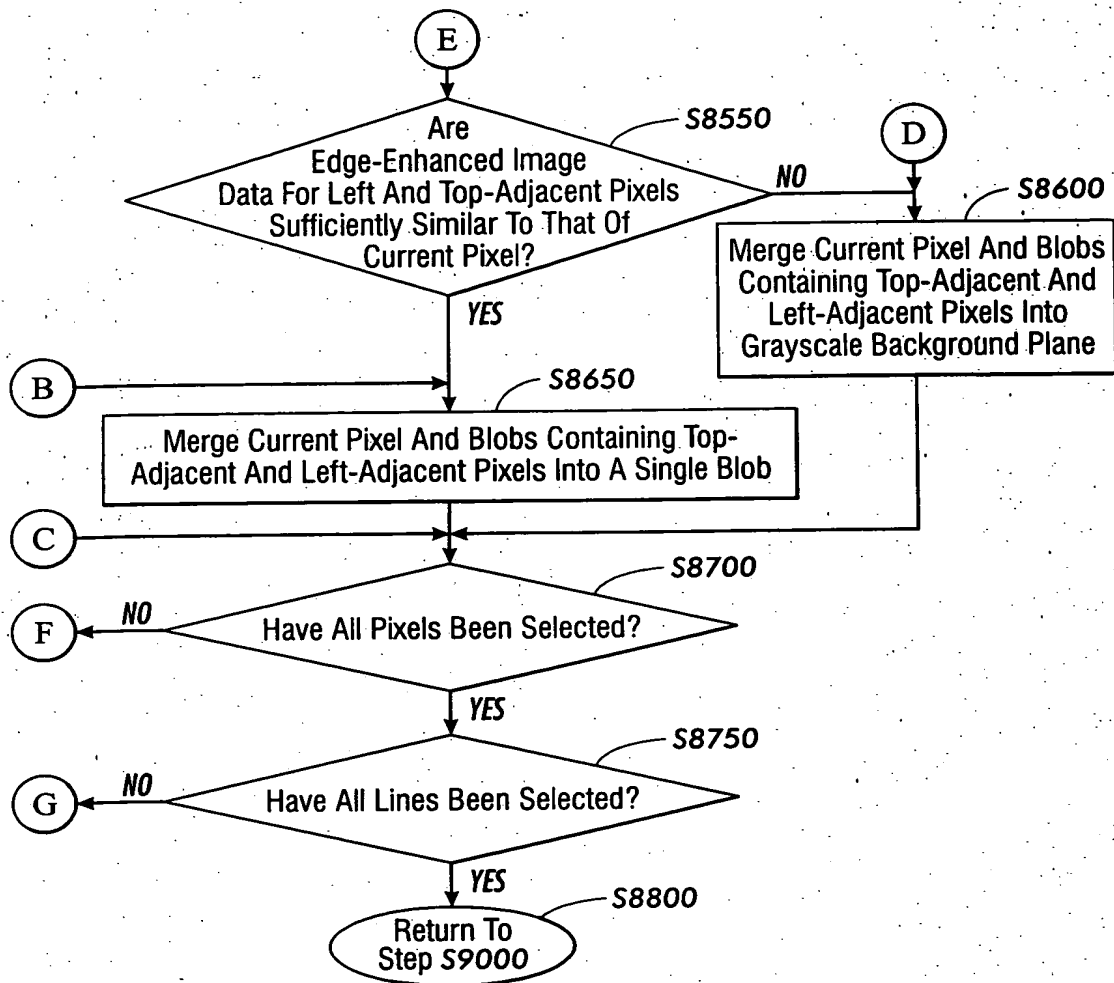 E
S8550
Are
Edge-Enhanced Image
Data For Left And Top-Adjacent Pixels
Sufficiently Similar To That Of
Current Pixel?
NO
D
S8600
Merge Current Pixel And Blobs
Containing Top-Adjacent And
Left-Adjacent Pixels Into
Grayscale Background Plane
YES
B
S8650
Merge Current Pixel And Blobs Containing Top-
Adjacent And Left-Adjacent Pixels Into A Single Blob
C
S8700
F
NO
Have All Pixels Been Selected?
YES
S8750
G
NO
Have All Lines Been Selected?
YES
S8800
Return To
Step S9000